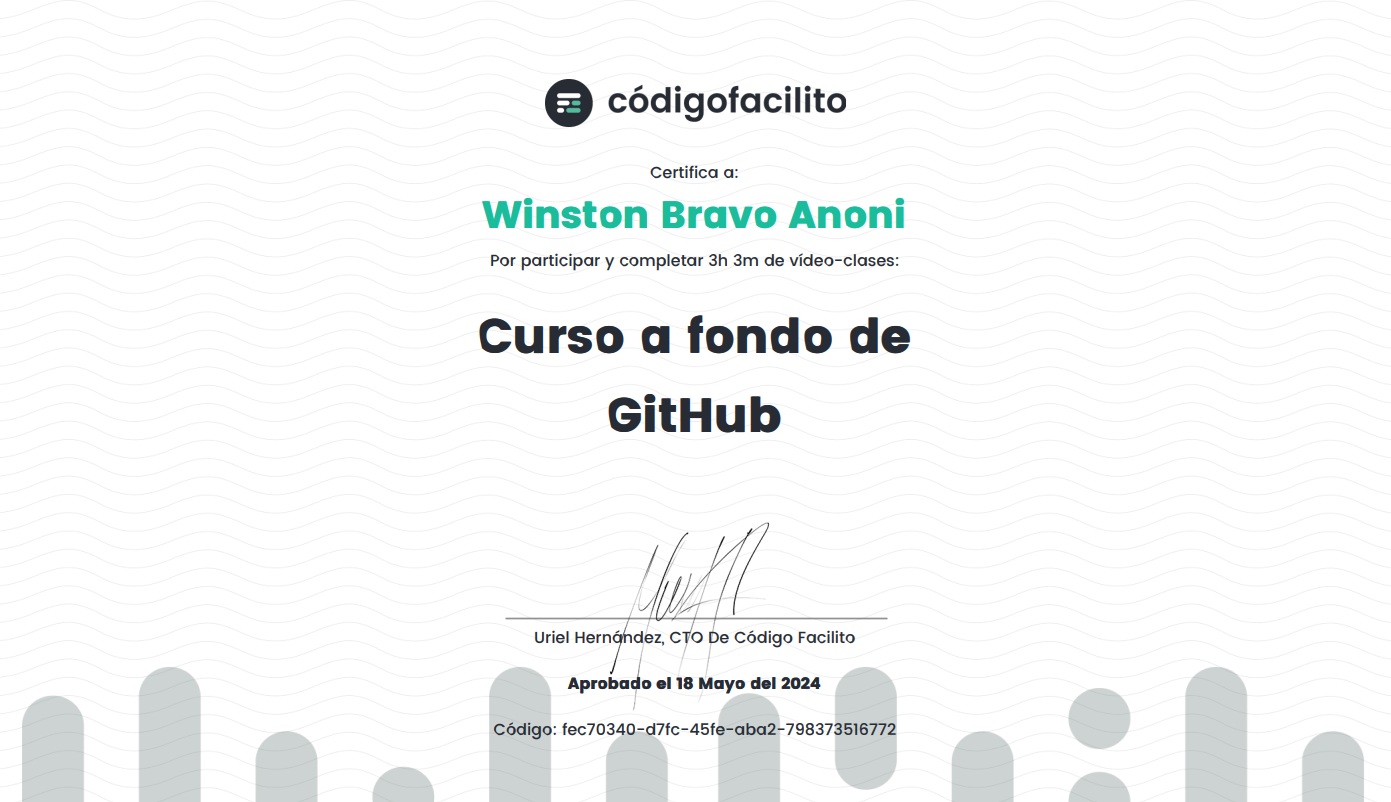 códigofacilito
Certifica a:
Winston Bravo Anoni
Por participar y completar 3h 3m de vídeo-clases:
Curso a fondo de
GitHub
Uriel Hernández, CTO De Código Facilito
Aprobado el 18 Mayo del 2024
Código: fec70340-d7fc-45fe-aba2-798373516772